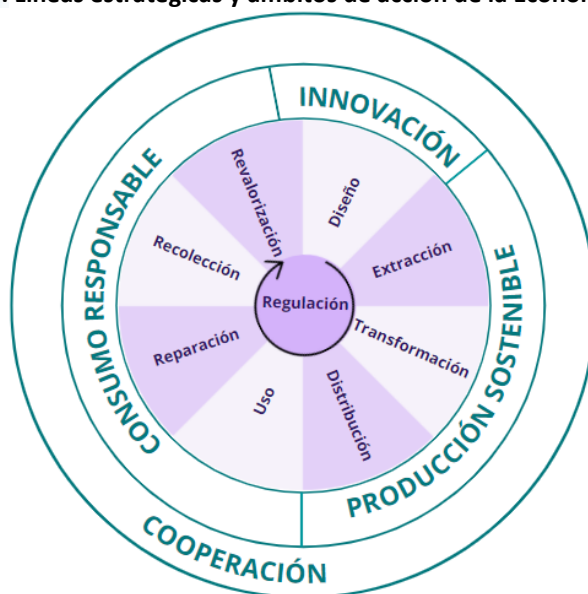 Líneas estratégicas y ámbitos de acción de la
INNOVACIÓN
PRODUCCIÓN SOSTENIBLE
CONSUMO RESPONSABLE
COOPERACIÓN
Diseño
Extracción
Transformación
Distribución
Uso
Reparación
Recolección
Revalorización
Regulación